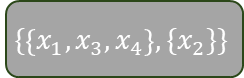 {{x₁, x₃, x₄}, {x₂}}